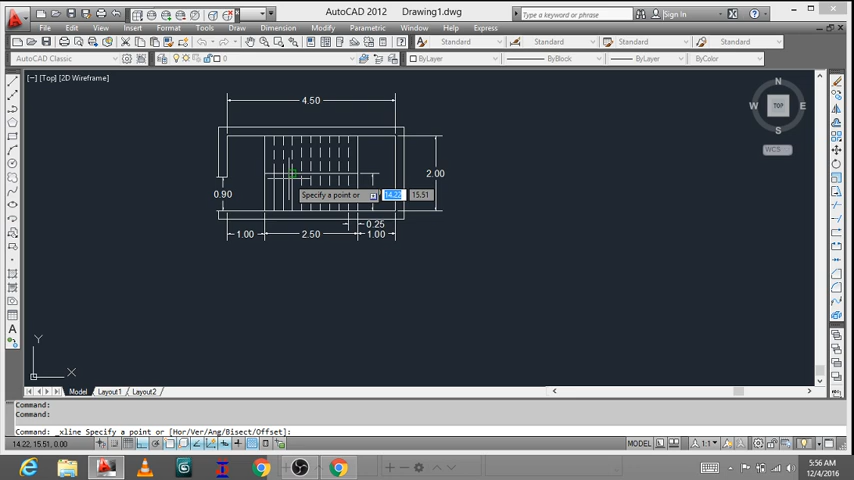 AutoCAD 2012 Drawing1.dwg
Type a keyword or phrase
Sign In
File Edit View Insert Format Tools Draw Dimension Modify Parametric Window Help Express
Standard Standard Standard Standard
AutoCAD Classic 0 ByLayer ByBlock ByLayer ByColor
[−] [Top] [2D Wireframe]
N
W TOP E
S
WCS
4.50
2.00
0.90
Specify a point or 14.22 15.51
0.25
1.00 2.50 1.00
Y
X
Model Layout1 Layout2
Command:
Command:
Command: _xline Specify a point or [Hor/Ver/Ang/Bisect/Offset]:
14.22, 15.51, 0.00 MODEL 1:1
5:56 AM
12/4/2016